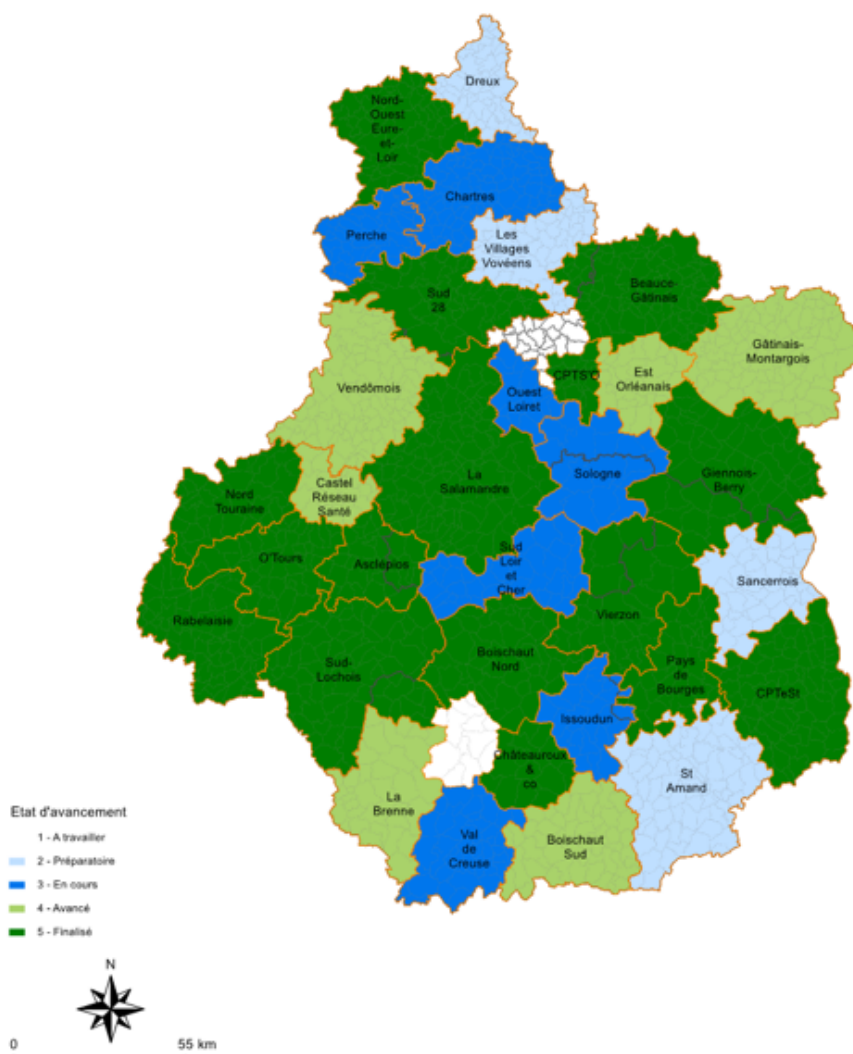 Dreux
Nord-
Ouest
Eure-
et-
Loir
Chartres
Perche
Les
Villages
Vovéens
Sud
28
Beauce-
Gâtinais
Gâtinais-
Montargois
Vendômois
Est
Orléanais
CPTS'O
Ouest
Loiret
Castel
Réseau
Santé
La
Salamandre
Sologne
Giennois-
Berry
Nord
Touraine
O'Tours
Asclépios
Sud
Loir
et
Cher
Sancerrois
Rabelaisie
Vierzon
Sud-
Lochois
Boischaut
Nord
Pays
de
Bourges
CPTeSt
Issoudun
Châteauroux
&
co
St
Amand
La
Brenne
Val
de
Creuse
Boischaut
Sud
Etat d'avancement
1 - A travailler
2 - Préparatoire
3 - En cours
4 - Avancé
5 - Finalisé
N
0 55 km